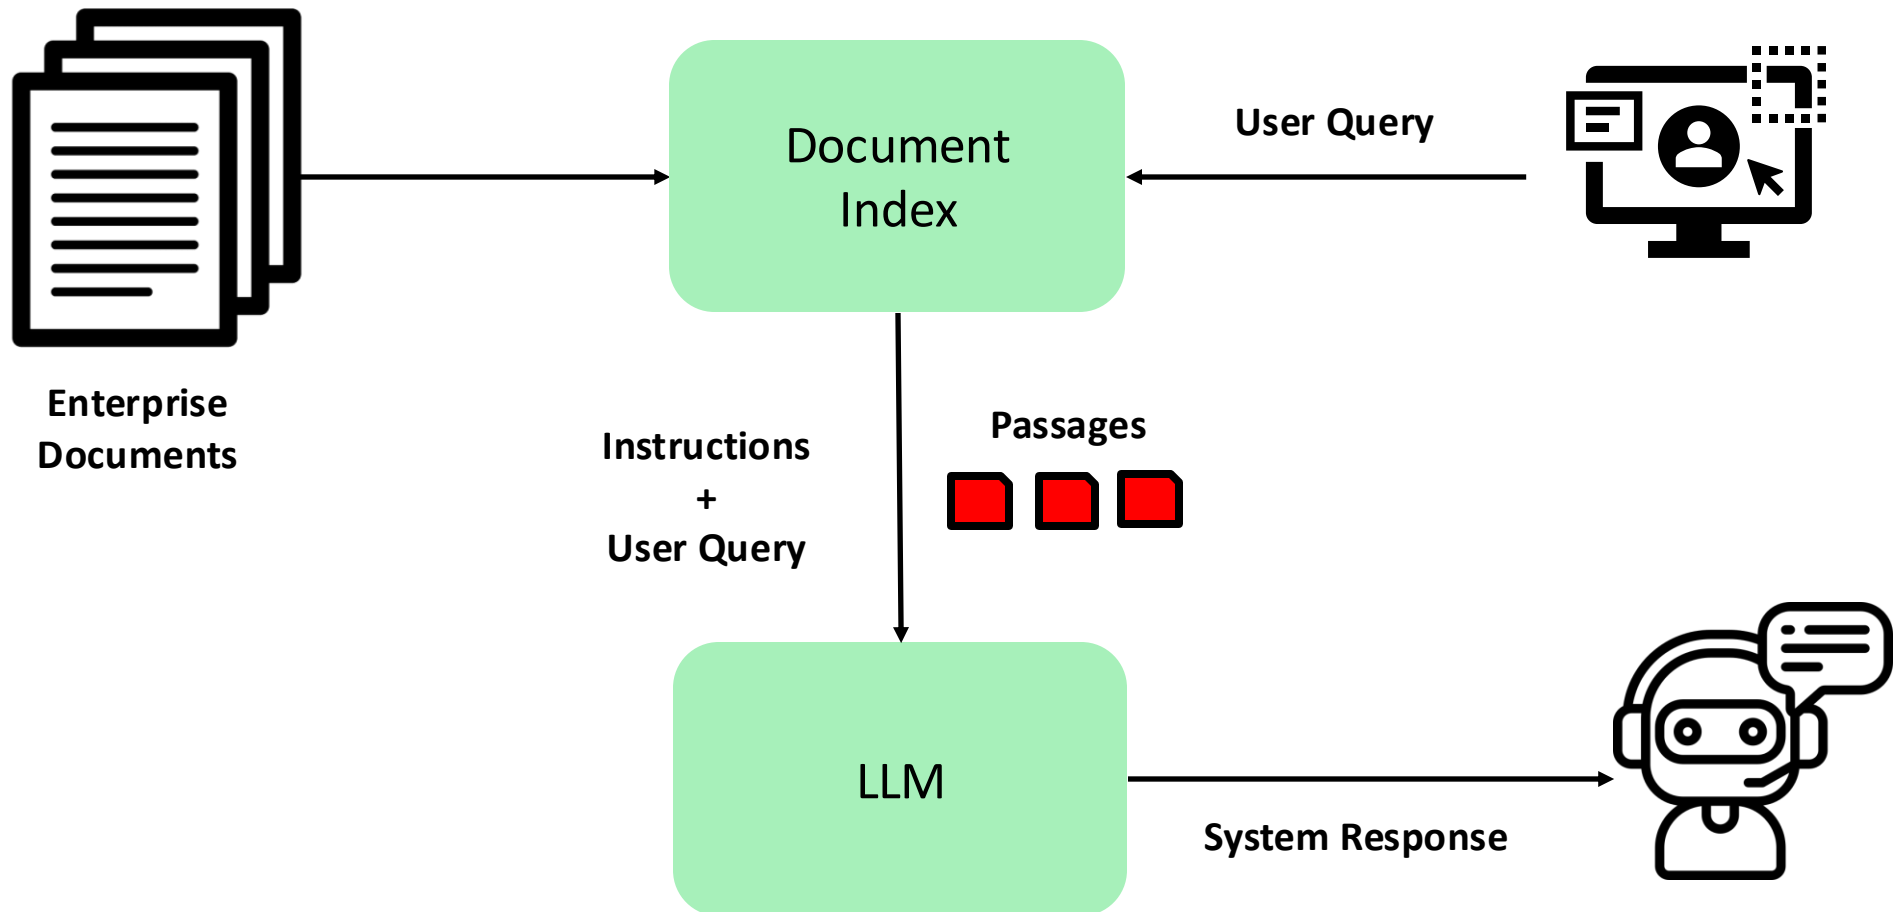 Document
Index
User Query
Enterprise
Documents
Instructions
+
User Query
Passages
LLM
System Response